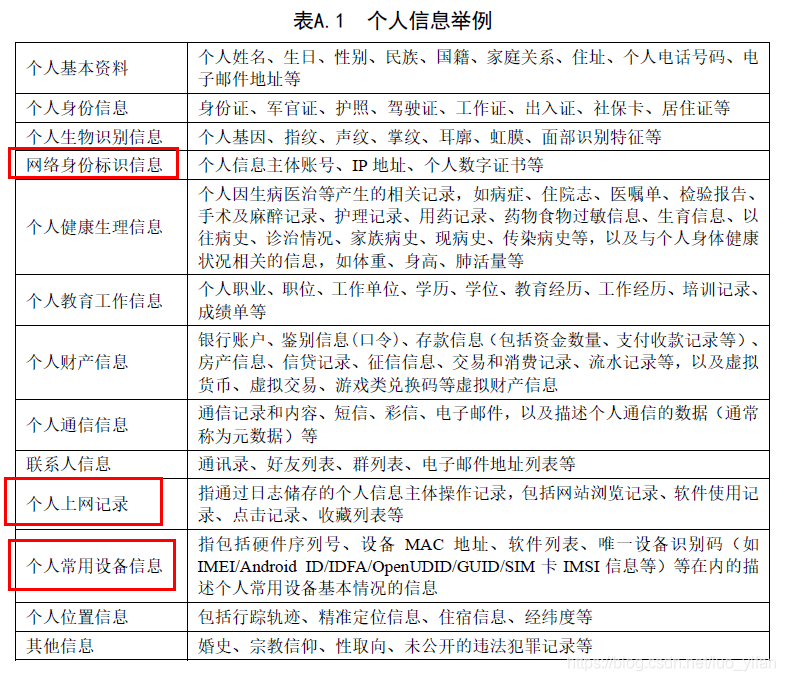 表A.1 个人信息举例
个人基本资料
个人姓名、生日、性别、民族、国籍、家庭关系、住址、个人电话号码、电
子邮件地址等
个人身份信息
身份证、军官证、护照、驾驶证、工作证、出入证、社保卡、居住证等
个人生物识别信息
个人基因、指纹、声纹、掌纹、耳廓、虹膜、面部识别特征等
网络身份标识信息
个人信息主体账号、IP 地址、个人数字证书等
个人健康生理信息
个人因生病医治等产生的相关记录，如病症、住院志、医嘱单、检验报告、
手术及麻醉记录、护理记录、用药记录、药物食物过敏信息、生育信息、以
往病史、诊治情况、家族病史、现病史、传染病史等，以及与个人身体健康
状况相关的信息，如体重、身高、肺活量等
个人教育工作信息
个人职业、职位、工作单位、学历、学位、教育经历、工作经历、培训记录、
成绩单等
个人财产信息
银行账户、鉴别信息(口令)、存款信息（包括资金数量、支付收款记录等）、
房产信息、信贷记录、征信信息、交易和消费记录、流水记录等，以及虚拟
货币、虚拟交易、游戏类兑换码等虚拟财产信息
个人通信信息
通信记录和内容、短信、彩信、电子邮件，以及描述个人通信的数据（通常
称为元数据）等
联系人信息
通讯录、好友列表、群列表、电子邮件地址列表等
个人上网记录
指通过日志储存的个人信息主体操作记录，包括网站浏览记录、软件使用记
录、点击记录、收藏列表等
个人常用设备信息
指包括硬件序列号、设备 MAC 地址、软件列表、唯一设备识别码（如
IMEI/Android ID/IDFA/OpenUDID/GUID/SIM 卡 IMSI 信息等）等在内的描
述个人常用设备基本情况的信息
个人位置信息
包括行踪轨迹、精准定位信息、住宿信息、经纬度等
其他信息
婚史、宗教信仰、性取向、未公开的违法犯罪记录等